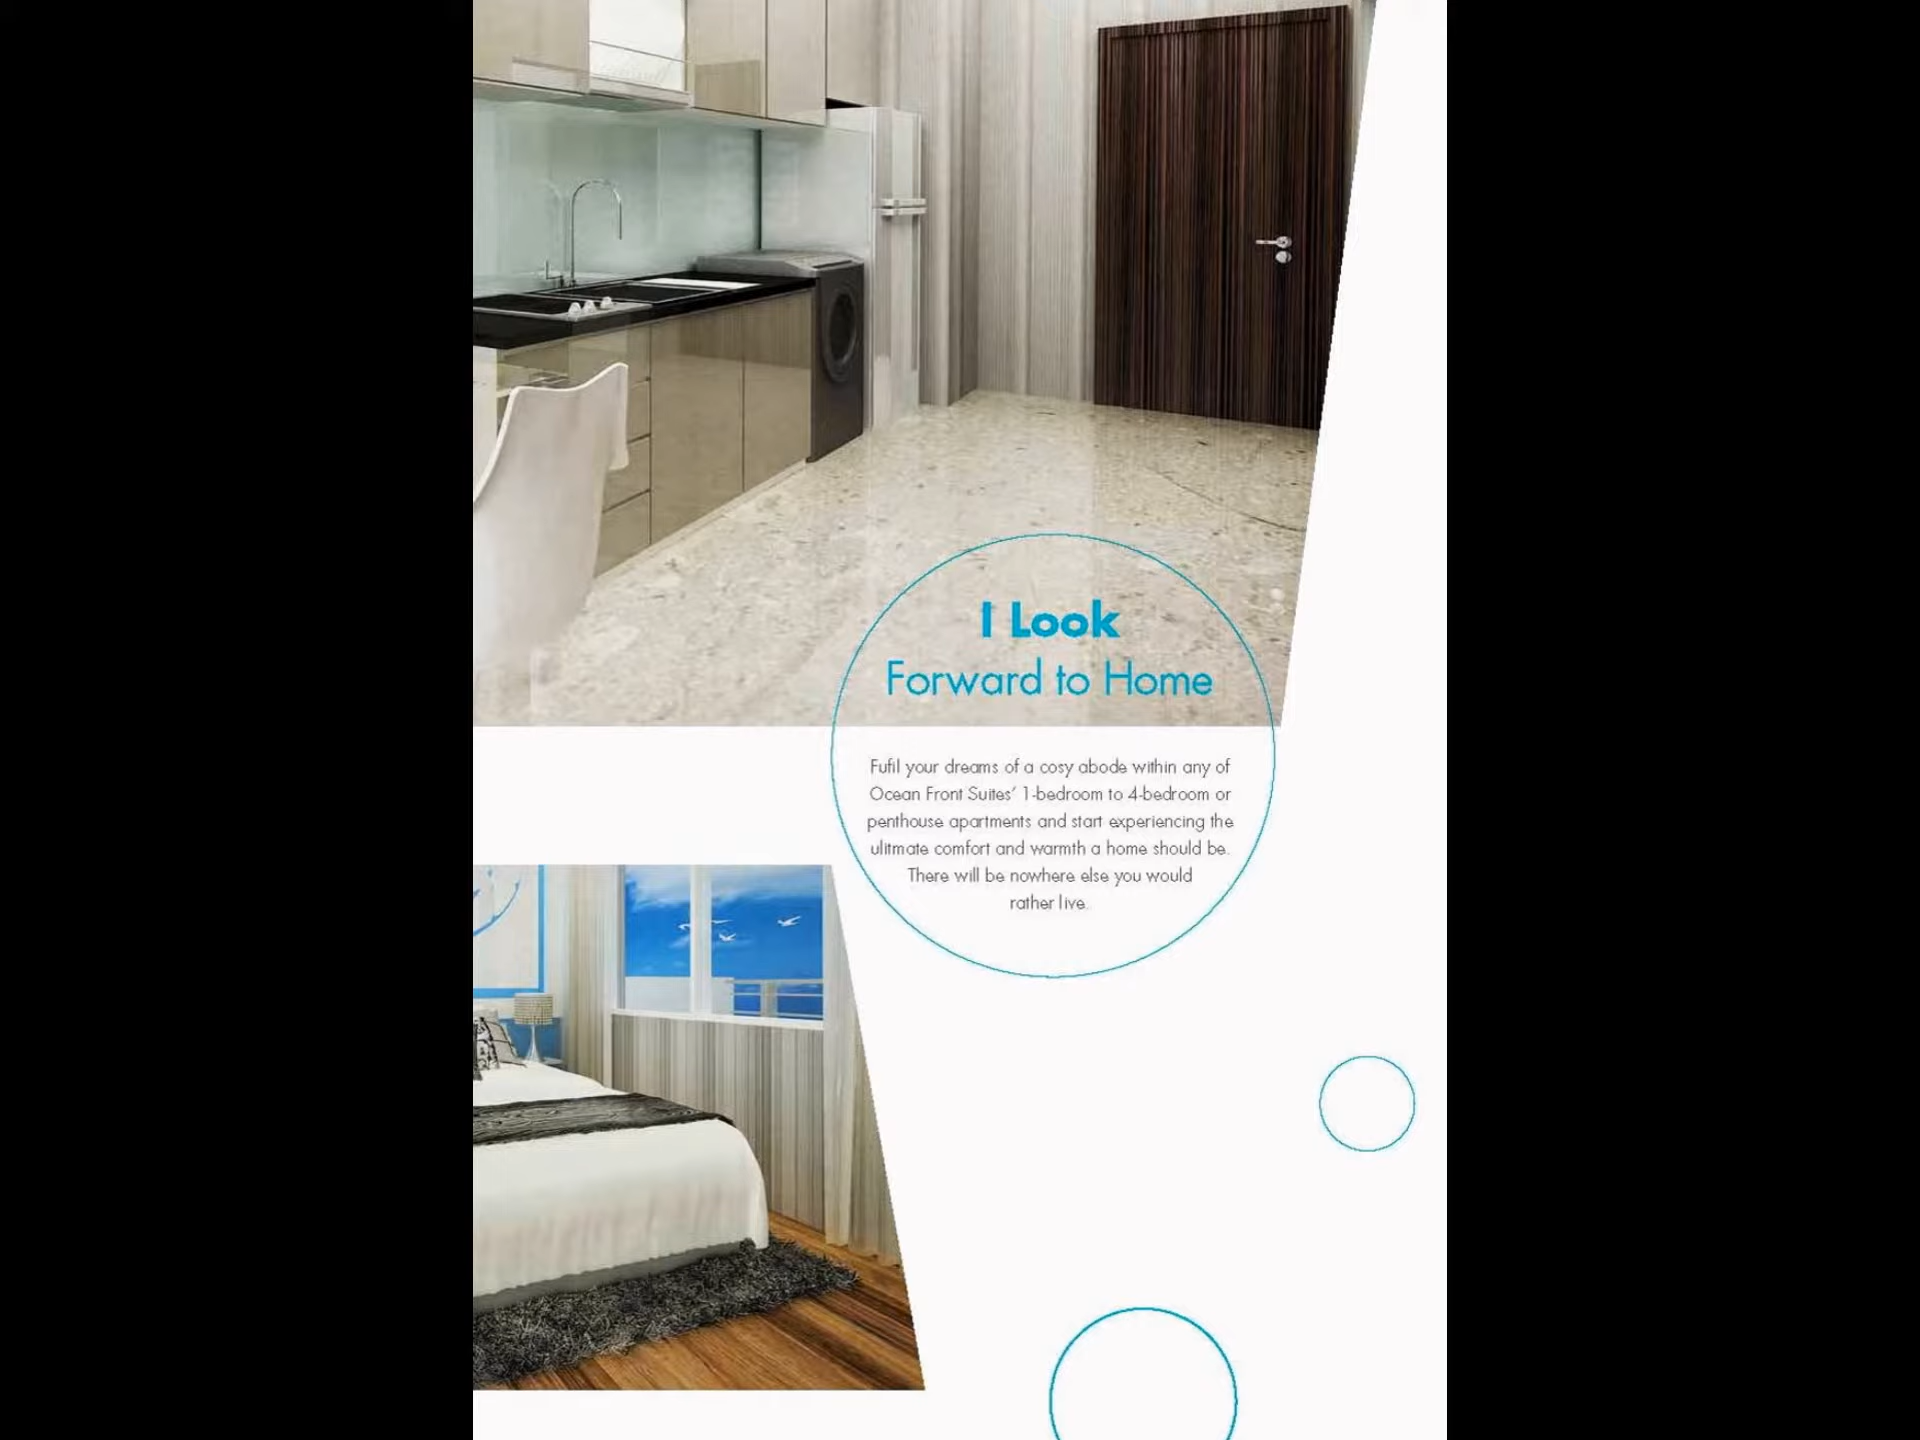 I Look
Forward to Home
Fufil your dreams of a cosy abode within any of
Ocean Front Suites’ 1-bedroom to 4-bedroom or
penthouse apartments and start experiencing the
ulitmate comfort and warmth a home should be.
There will be nowhere else you would
rather live.